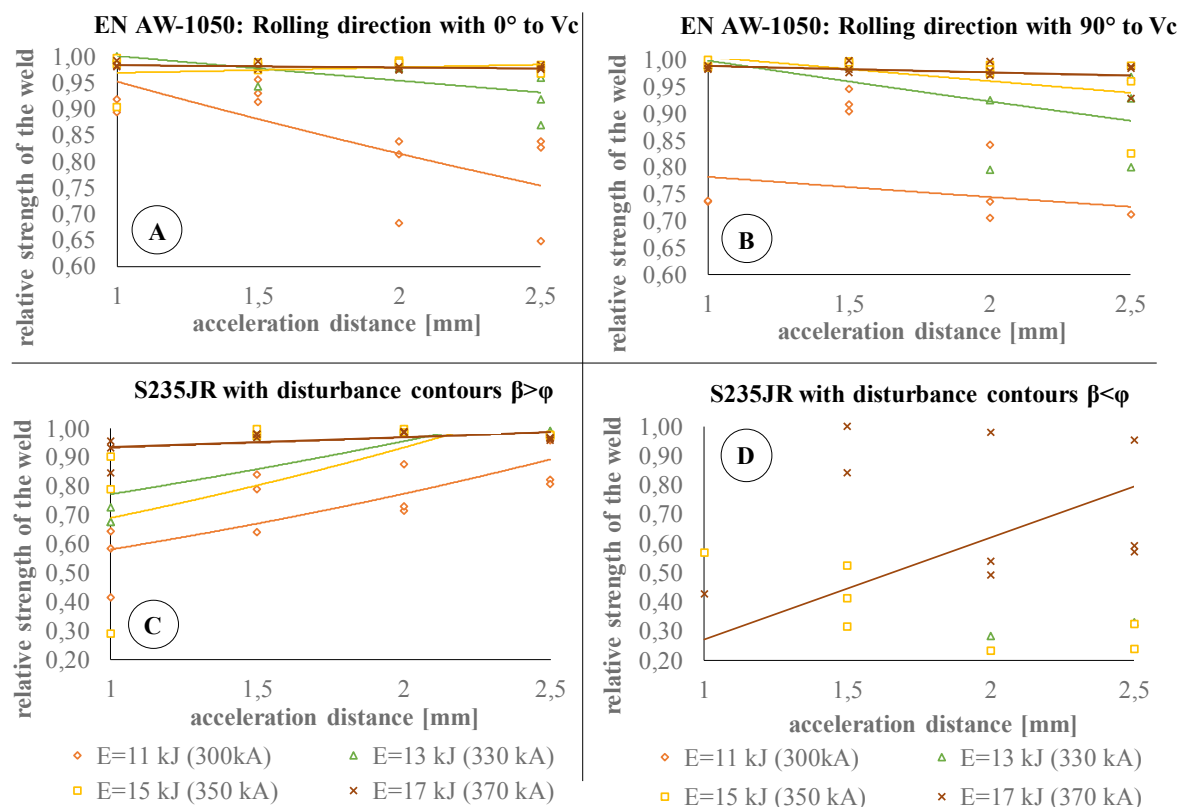 EN AW-1050: Rolling direction with 0° to Vc
relative strength of the weld
1,00
0,95
0,90
0,85
0,80
0,75
0,70
0,65
0,60
A
1 1,5 2 2,5
acceleration distance [mm]
EN AW-1050: Rolling direction with 90° to Vc
relative strength of the weld
1,00
0,95
0,90
0,85
0,80
0,75
0,70
0,65
0,60
B
1 1,5 2 2,5
acceleration distance [mm]
S235JR with disturbance contours β>φ
relative strength of the weld
1,00
0,90
0,80
0,70
0,60
0,50
0,40
0,30
0,20
C
1 1,5 2 2,5
acceleration distance [mm]
E=11 kJ (300kA) E=13 kJ (330 kA)
E=15 kJ (350 kA) E=17 kJ (370 kA)
S235JR with disturbance contours β<φ
relative strength of the weld
1,00
0,90
0,80
0,70
0,60
0,50
0,40
0,30
0,20
D
1 1,5 2 2,5
acceleration distance [mm]
E=11 kJ (300kA) E=13 kJ (330 kA)
E=15 kJ (350 kA) E=17 kJ (370 kA)